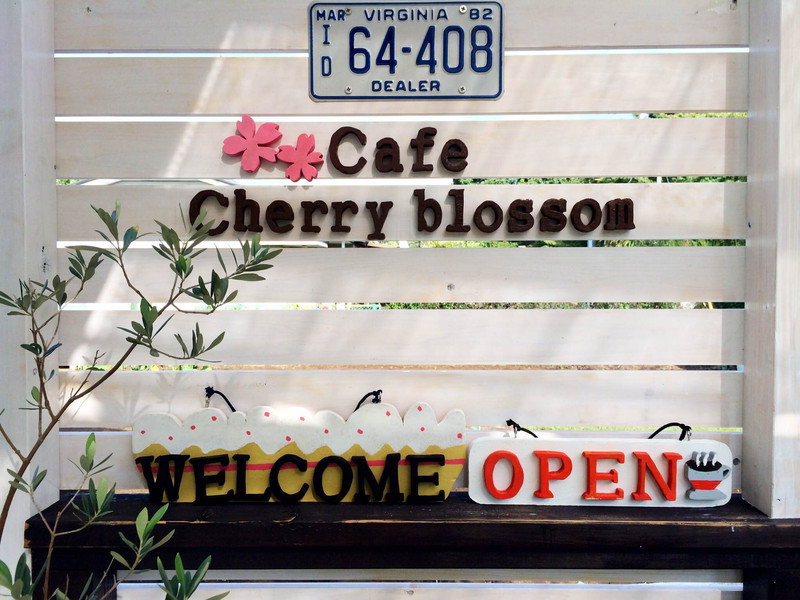 MAR VIRGINIA 82
ID 64-408
DEALER
Cafe
Cherry blossom
WELCOME
OPEN